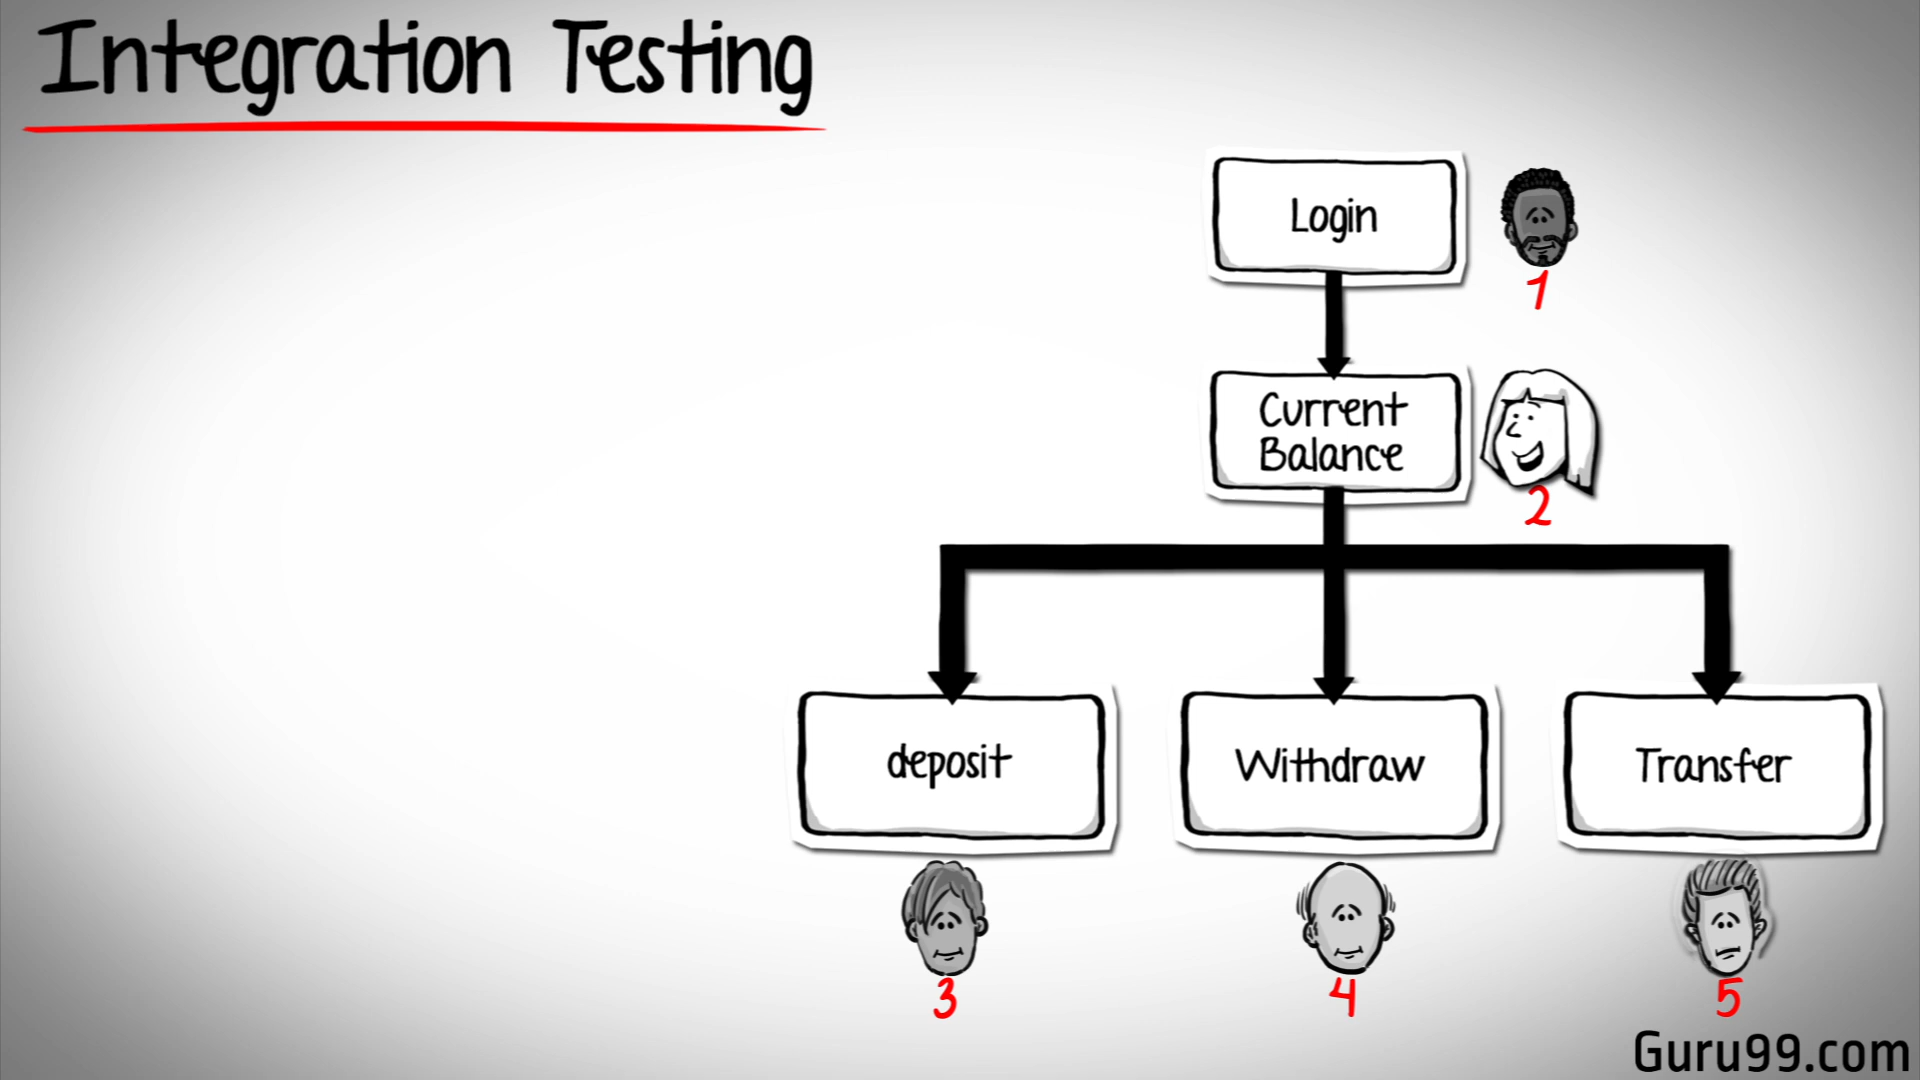 Integration Testing
Login
1
Current
Balance
2
deposit
Withdraw
Transfer
3
4
5
Guru99.com